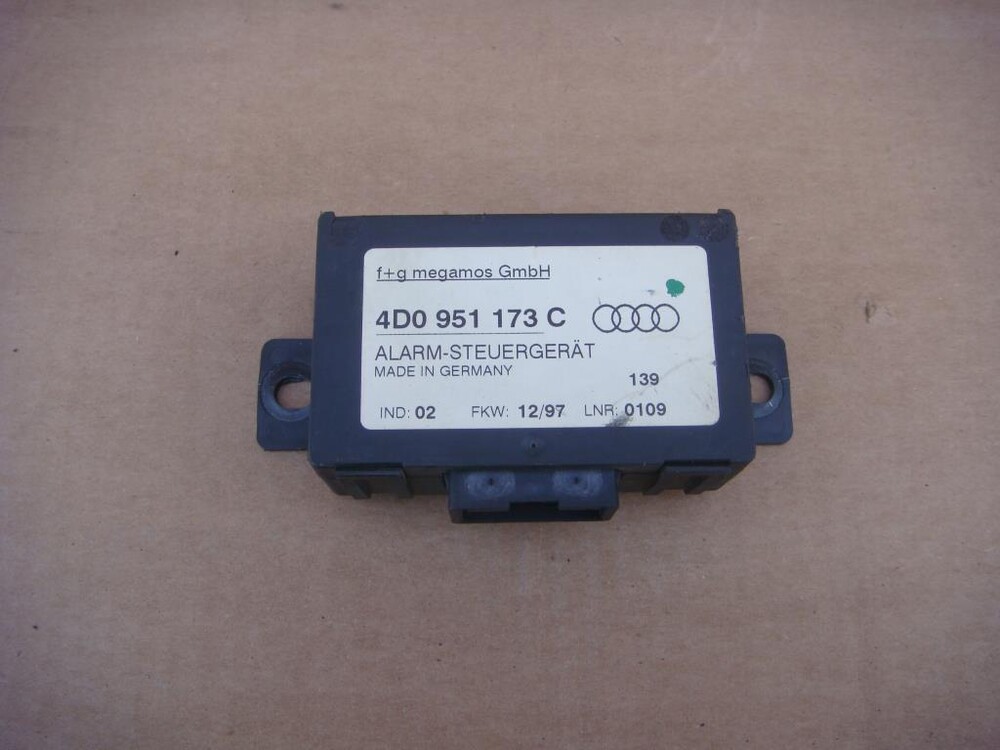 f+g megamos GmbH
4D0 951 173 C
ALARM-STEUERGERÄT
MADE IN GERMANY
139
IND: 02 FKW: 12/97 LNR: 0109